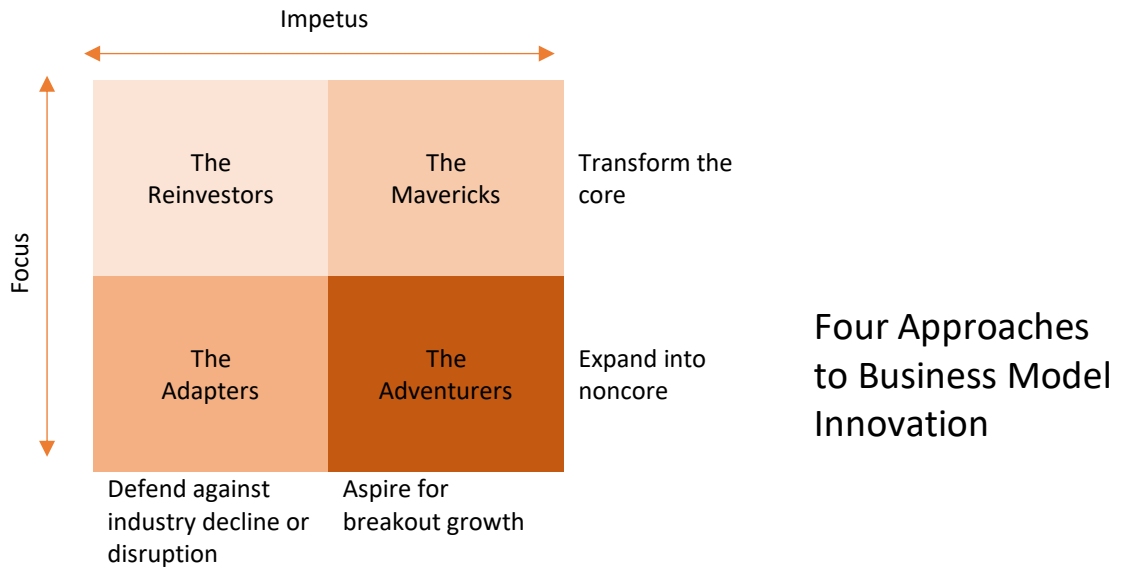 Impetus
Focus
The
Reinvestors
The
Mavericks
Transform the
core
The
Adapters
The
Adventurers
Expand into
noncore
Four Approaches
to Business Model
Innovation
Defend against
industry decline or
disruption
Aspire for
breakout growth